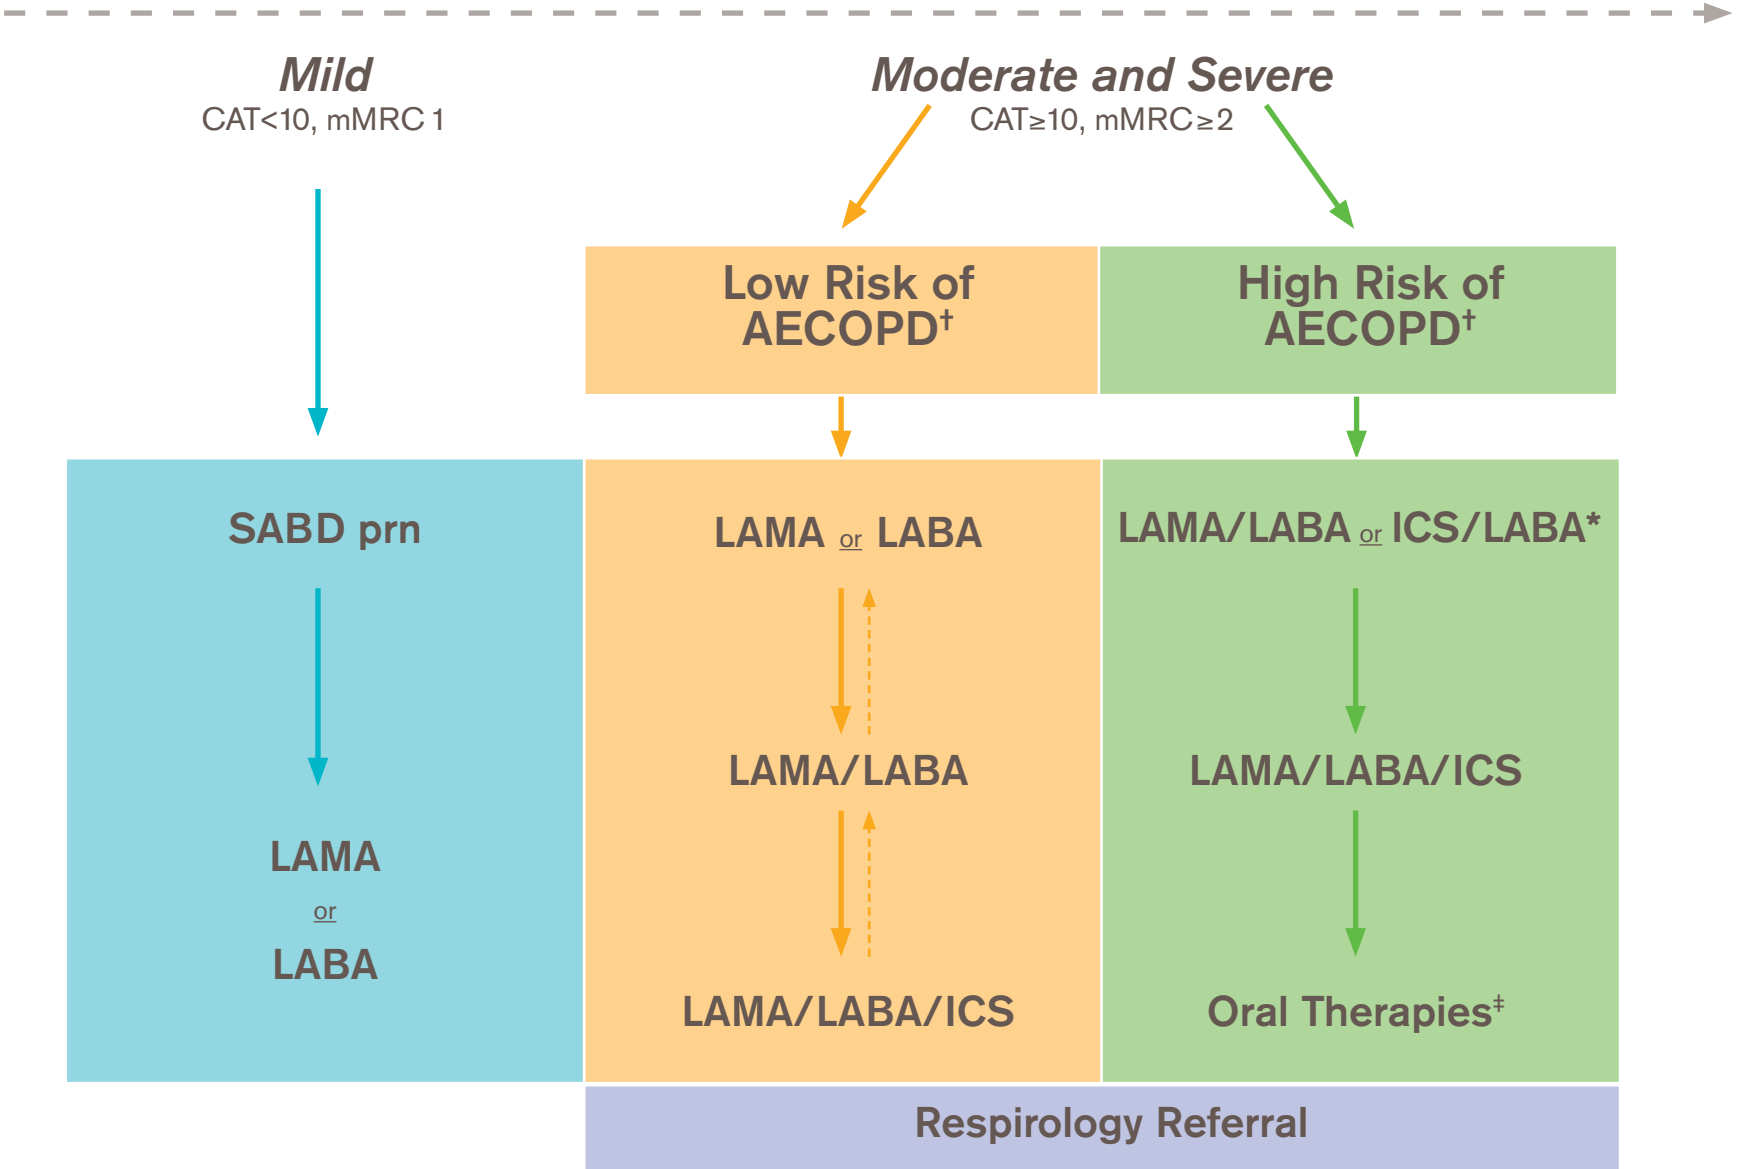 Mild
CAT<10, mMRC 1
Moderate and Severe
CAT≥10, mMRC≥2
Low Risk of
AECOPD†
High Risk of
AECOPD†
SABD prn
LAMA
or
LABA
LAMA or LABA
LAMA/LABA
LAMA/LABA/ICS
LAMA/LABA or ICS/LABA*
LAMA/LABA/ICS
Oral Therapies‡
Respirology Referral